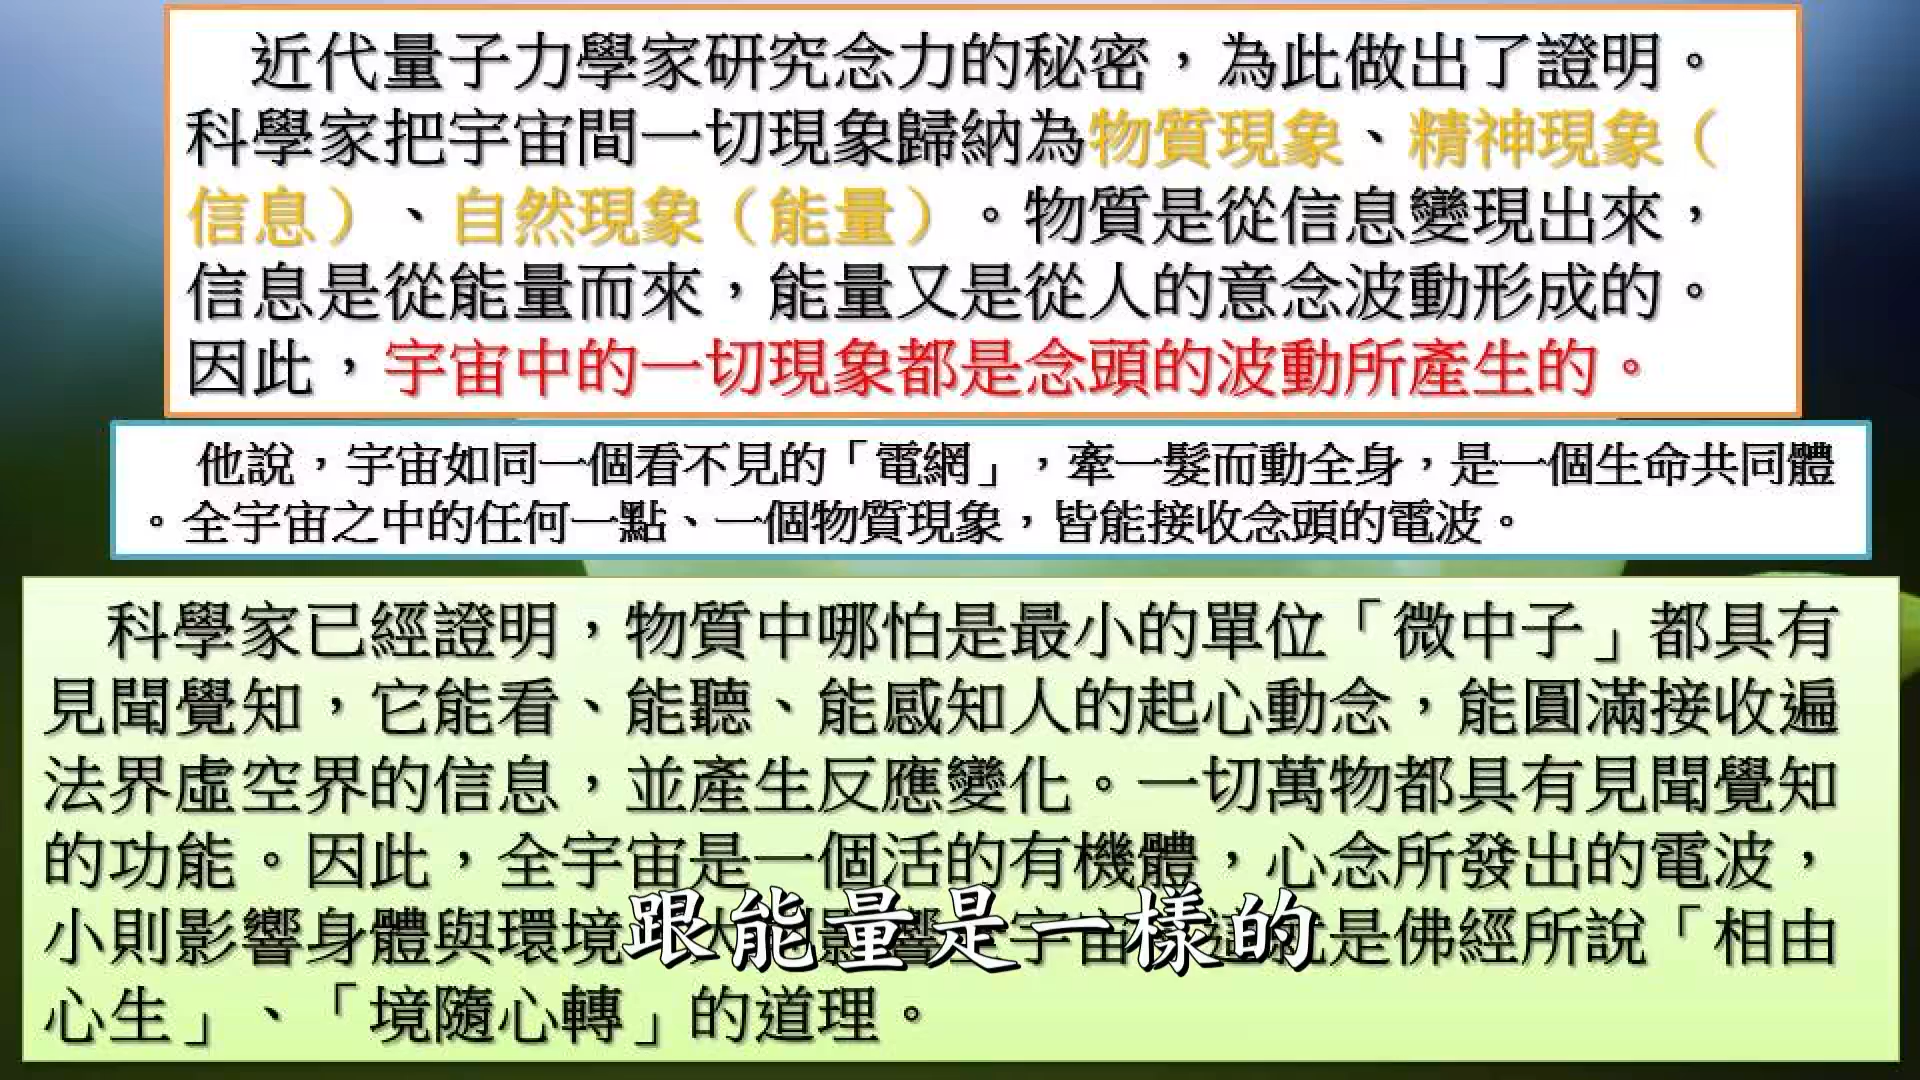 近代量子力學家研究念力的秘密，為此做出了證明。
科學家把宇宙間一切現象歸納為物質現象、精神現象（
信息）、自然現象（能量）。物質是從信息變現出來，
信息是從能量而來，能量又是從人的意念波動形成的。
因此，宇宙中的一切現象都是念頭的波動所產生的。
他說，宇宙如同一個看不見的「電網」，牽一髮而動全身，是一個生命共同體
。全宇宙之中的任何一點、一個物質現象，皆能接收念頭的電波。
科學家已經證明，物質中哪怕是最小的單位「微中子」都具有
見聞覺知，它能看、能聽、能感知人的起心動念，能圓滿接收遍
法界虛空界的信息，並產生反應變化。一切萬物都具有見聞覺知
的功能。因此，全宇宙是一個活的有機體，心念所發出的電波，
小則影響身體與環境 影響 宇宙 就是佛經所說「相由
心生」、「境隨心轉」的道理。
跟能量是一樣的